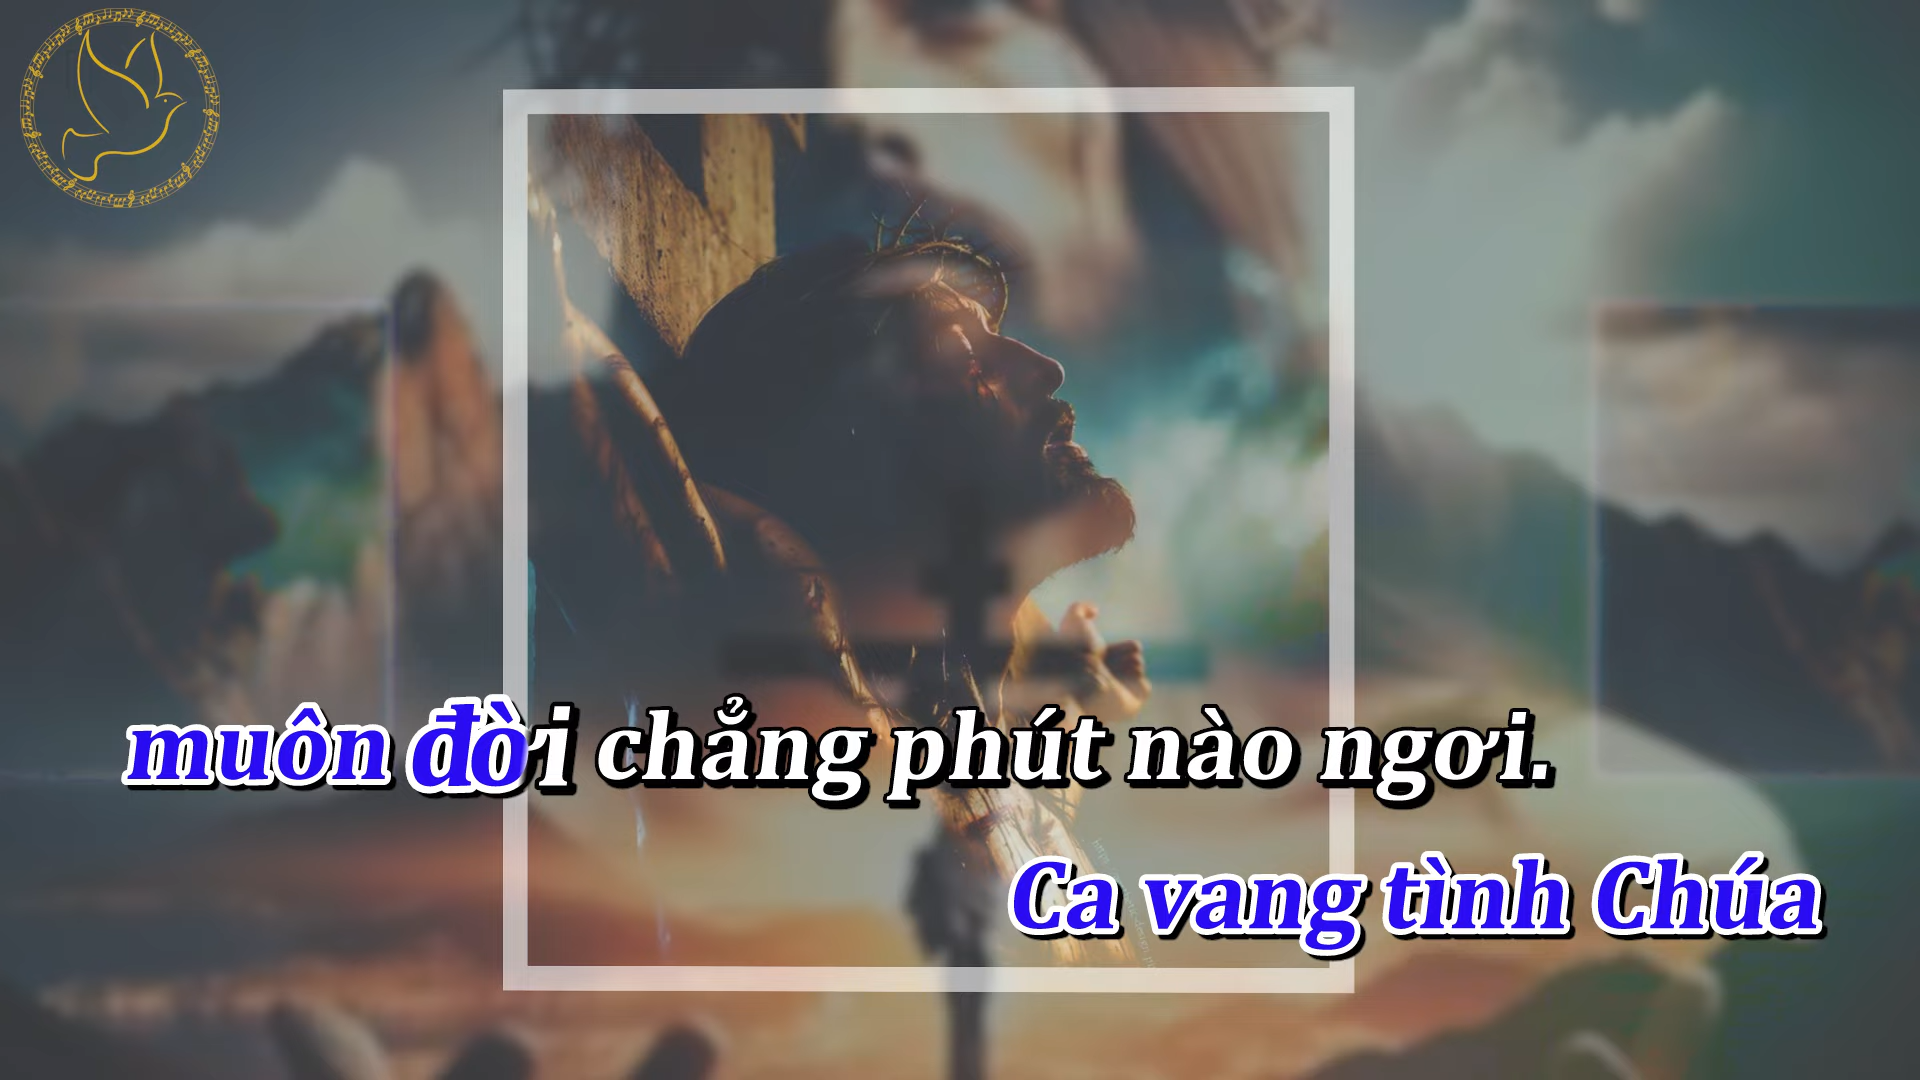 muôn đời chẳng phút nào ngơi.
Ca vang tình Chúa